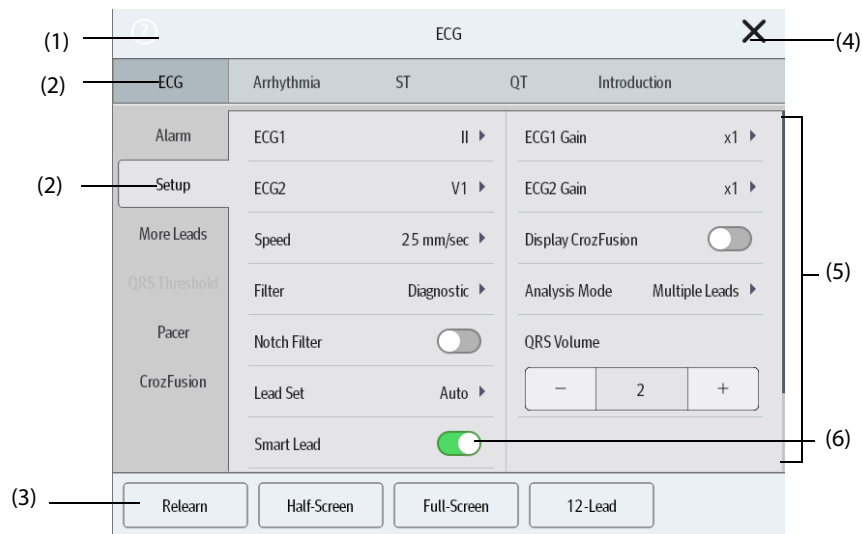 (1)
?
ECG
(4)
(2)
ECG Arrhythmia ST QT Introduction
Alarm
ECG1 II
ECG1 Gain x1
(2)
Setup
ECG2 V1
ECG2 Gain x1
More Leads
Speed 25 mm/sec
Display CrozFusion
(5)
QRS Threshold
Filter Diagnostic
Analysis Mode Multiple Leads
Pacer
Notch Filter
QRS Volume
CrozFusion
Lead Set Auto
− 2 +
Smart Lead
(6)
(3)
Relearn Half-Screen Full-Screen 12-Lead